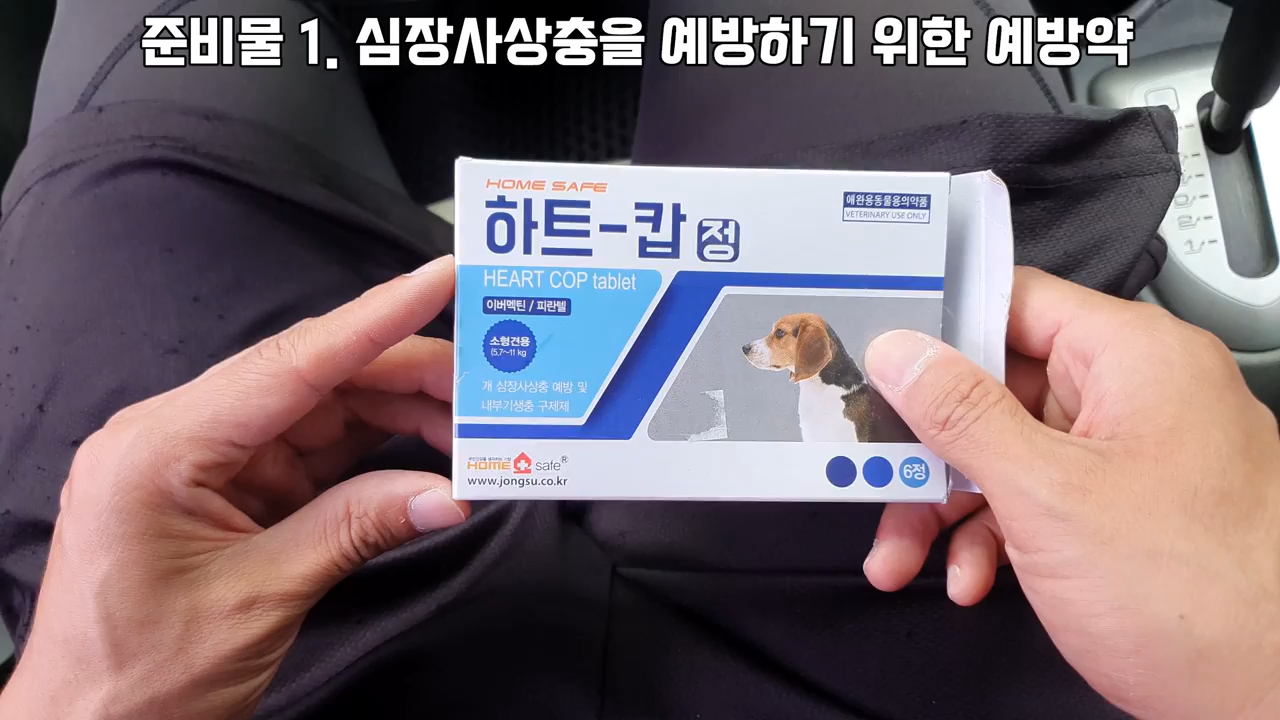 준비물 1. 심장사상충을 예방하기 위한 예방약
HOME SAFE
하트-캅 정
애완용동물용의약품
VETERINARY USE ONLY
HEART COP tablet
이버멕틴 / 피란텔
소형견용
(5,7~11 kg
개 심장사상충 예방 및
내부기생충 구제제
HOME safe®
www.jongsu.co.kr
6정